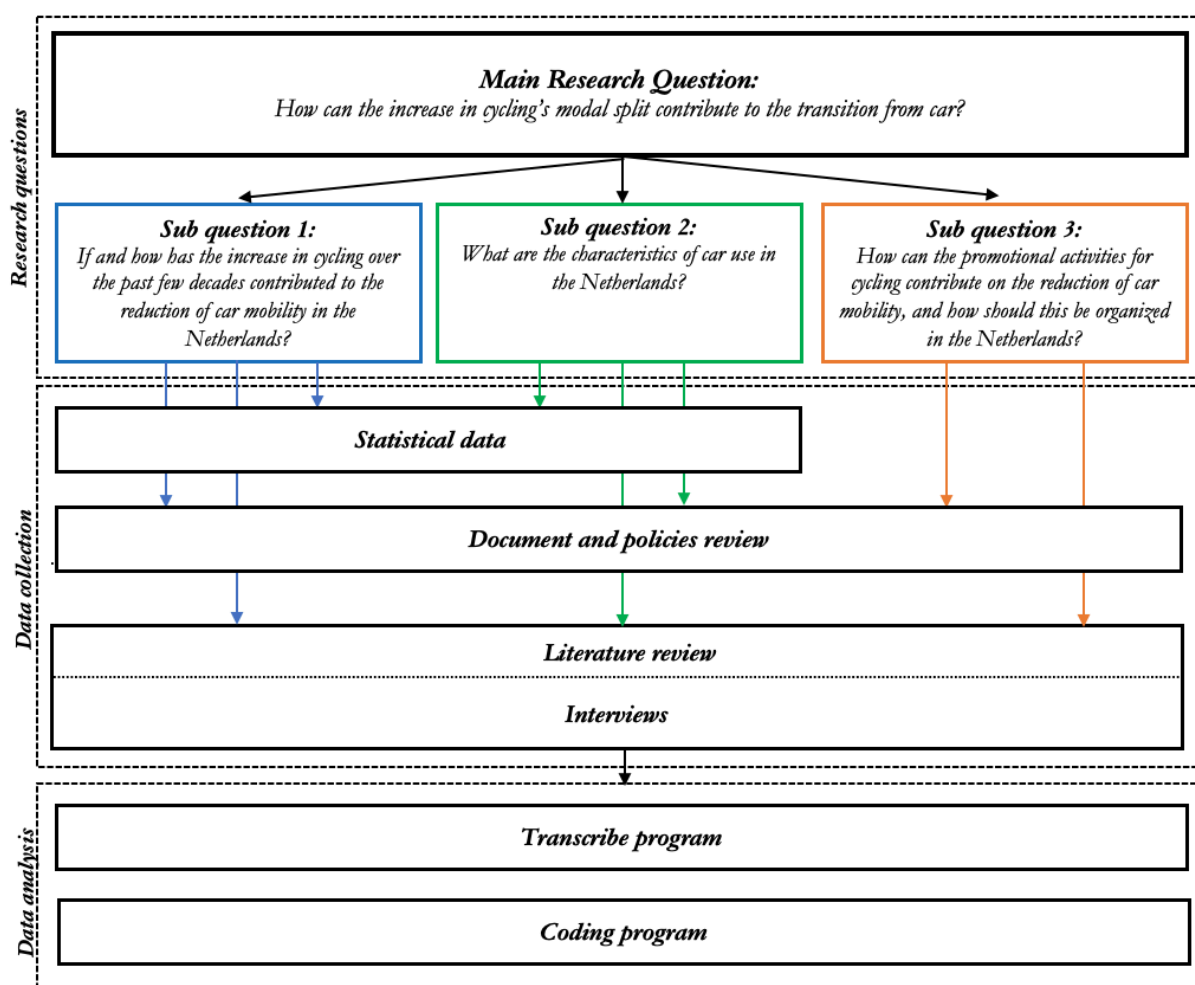 Research questions
Main Research Question:
How can the increase in cycling's modal split contribute to the transition from car?
Sub question 1:
If and how has the increase in cycling over
the past few decades contributed to the
reduction of car mobility in the
Netherlands?
Sub question 2:
What are the characteristics of car use in
the Netherlands?
Sub question 3:
How can the promotional activities for
cycling contribute on the reduction of car
mobility, and how should this be organized
in the Netherlands?
Data collection
Statistical data
Document and policies review
Literature review
Interviews
Data analysis
Transcribe program
Coding program